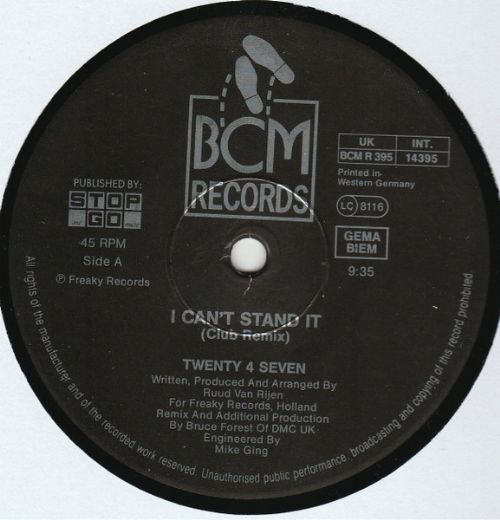 BCM
RECORDS
UK INT.
BCM R 395 14395
Printed in
Western Germany
LC 8116
GEMA
BIEM
9:35
PUBLISHED BY:
STOP
GO
45 RPM
Side A
℗ Freaky Records
I CAN'T STAND IT
(Club Remix)
TWENTY 4 SEVEN
Written, Produced And Arranged By
Ruud Van Rijen
For Freaky Records, Holland
Remix And Additional Production
By Bruce Forest Of DMC UK
Engineered By
Mike Ging
All rights of the manufacturer and of the recorded work reserved. Unauthorised public performance, broadcasting and copying of this record prohibited